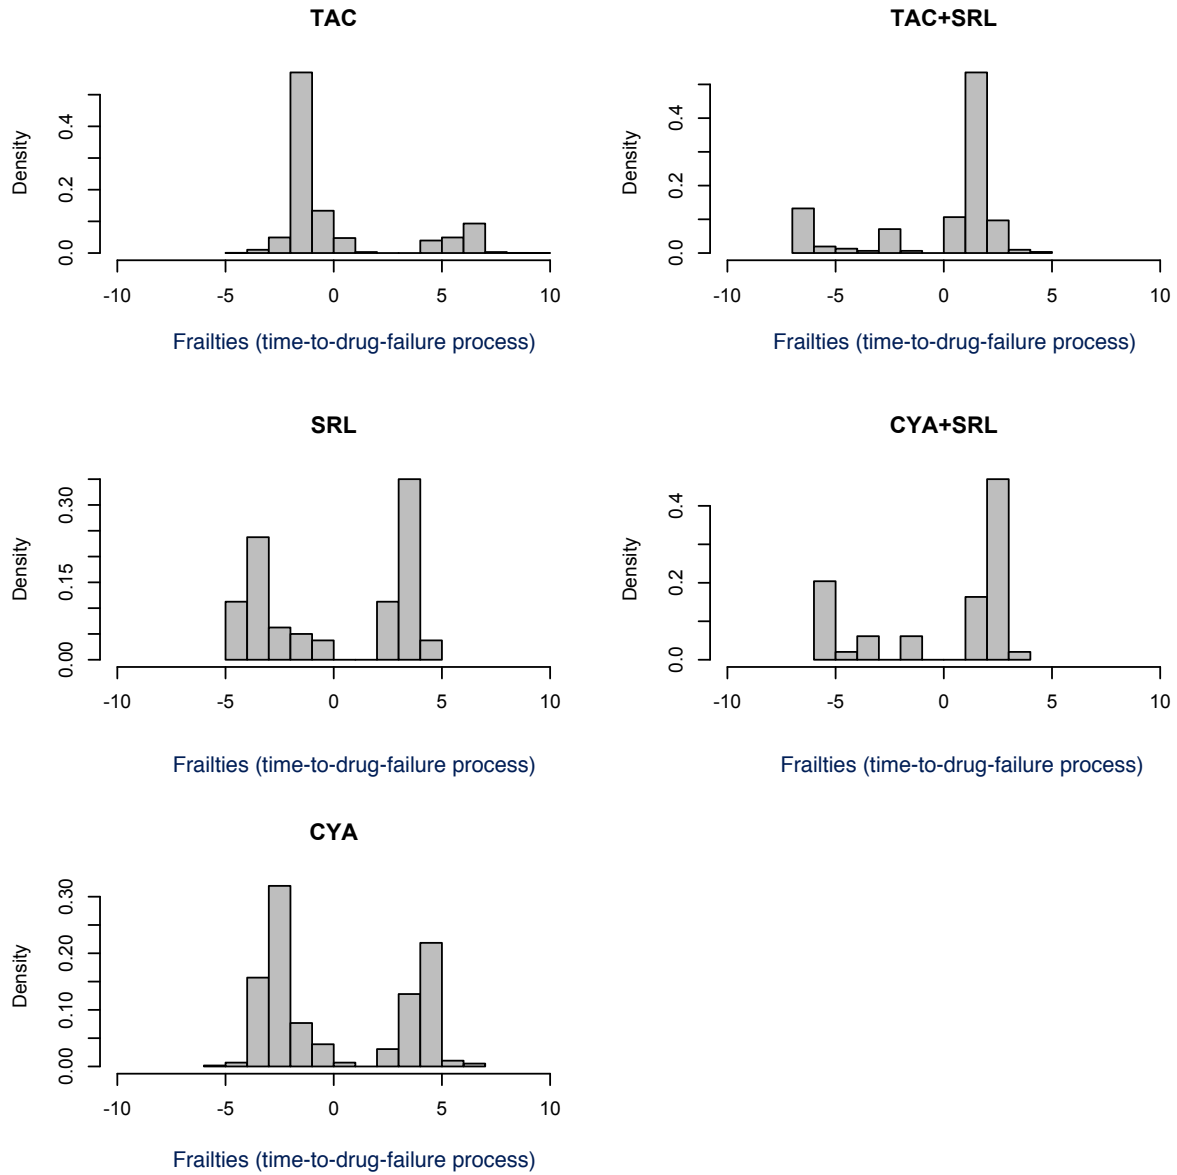 TAC
Density
0.0 0.2 0.4
-10 -5 0 5 10
Frailties (time-to-drug-failure process)
TAC+SRL
Density
0.0 0.2 0.4
-10 -5 0 5 10
Frailties (time-to-drug-failure process)
SRL
Density
0.00 0.15 0.30
-10 -5 0 5 10
Frailties (time-to-drug-failure process)
CYA+SRL
Density
0.0 0.2 0.4
-10 -5 0 5 10
Frailties (time-to-drug-failure process)
CYA
Density
0.00 0.10 0.20 0.30
-10 -5 0 5 10
Frailties (time-to-drug-failure process)